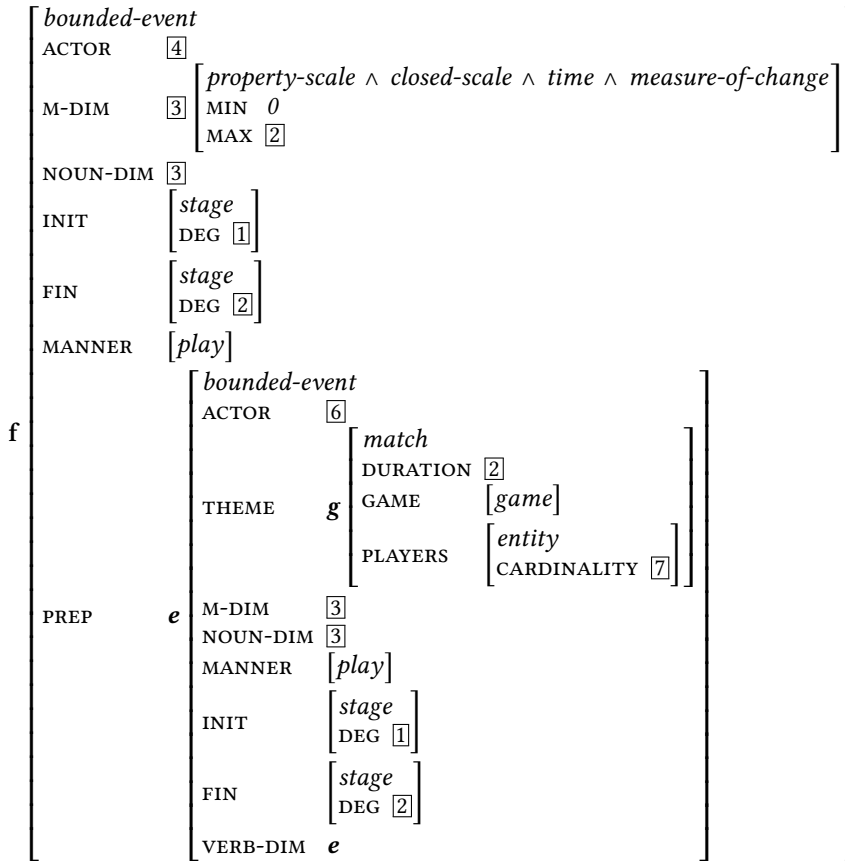 bounded-event
ACTOR 4
property-scale ∧ closed-scale ∧ time ∧ measure-of-change
MIN 0
M-DIM 3
MAX 2
NOUN-DIM 3
stage
INIT
DEG 1
stage
FIN
DEG 2
MANNER [play]
bounded-event
ACTOR 6
f
match
DURATION 2
THEME g GAME [game]
entity
PLAYERS
CARDINALITY 7
PREP e M-DIM 3
NOUN-DIM 3
MANNER [play]
stage
INIT
DEG 1
stage
FIN
DEG 2
VERB-DIM e